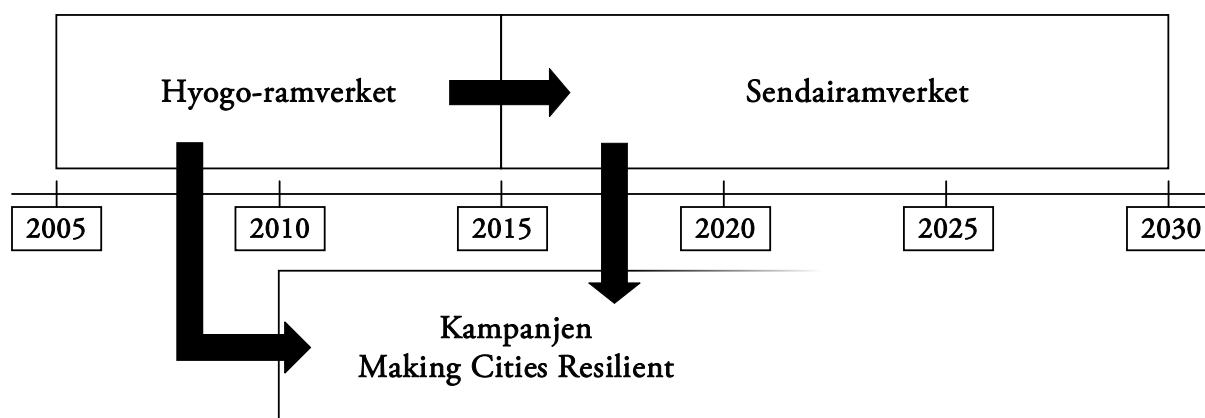 Hyogo-ramverket
Sendairamverket
2005
2010
2015
2020
2025
2030
Kampanjen
Making Cities Resilient